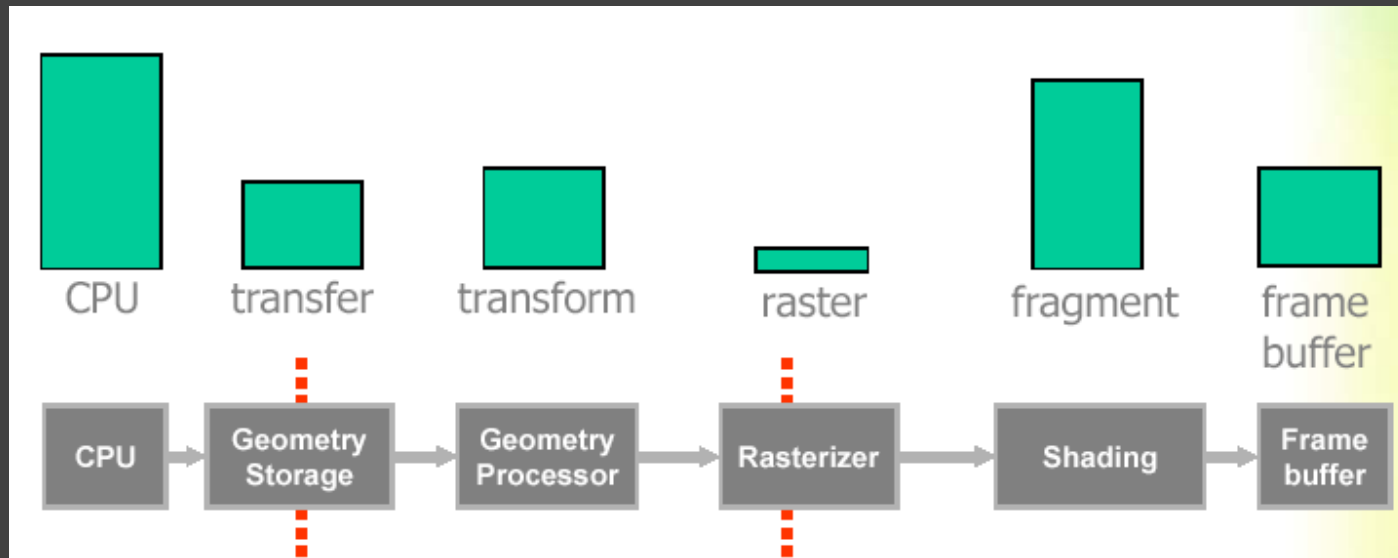 CPU
transfer
transform
raster
fragment
frame
buffer
CPU
Geometry
Storage
Geometry
Processor
Rasterizer
Shading
Frame
buffer